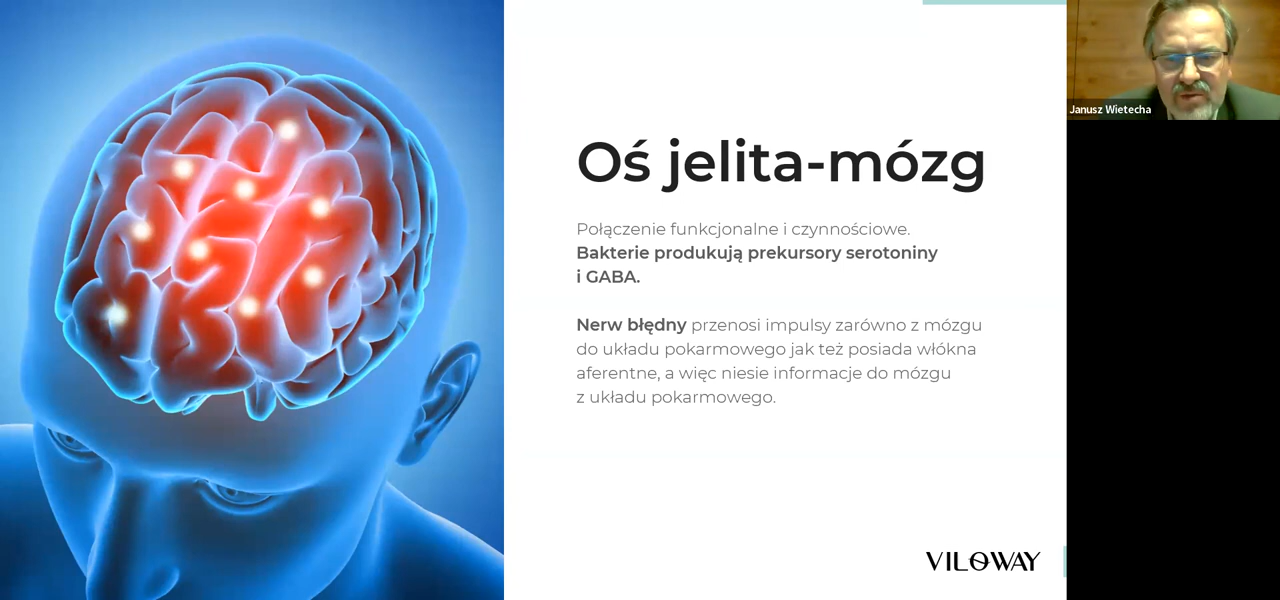 Oś jelita-mózg
Połączenie funkcjonalne i czynnościowe.
Bakterie produkują prekursory serotoniny
i GABA.
Nerw błędny przenosi impulsy zarówno z mózgu
do układu pokarmowego jak też posiada włókna
aferentne, a więc niesie informacje do mózgu
z układu pokarmowego.
VILOWAY
Janusz Wietecha